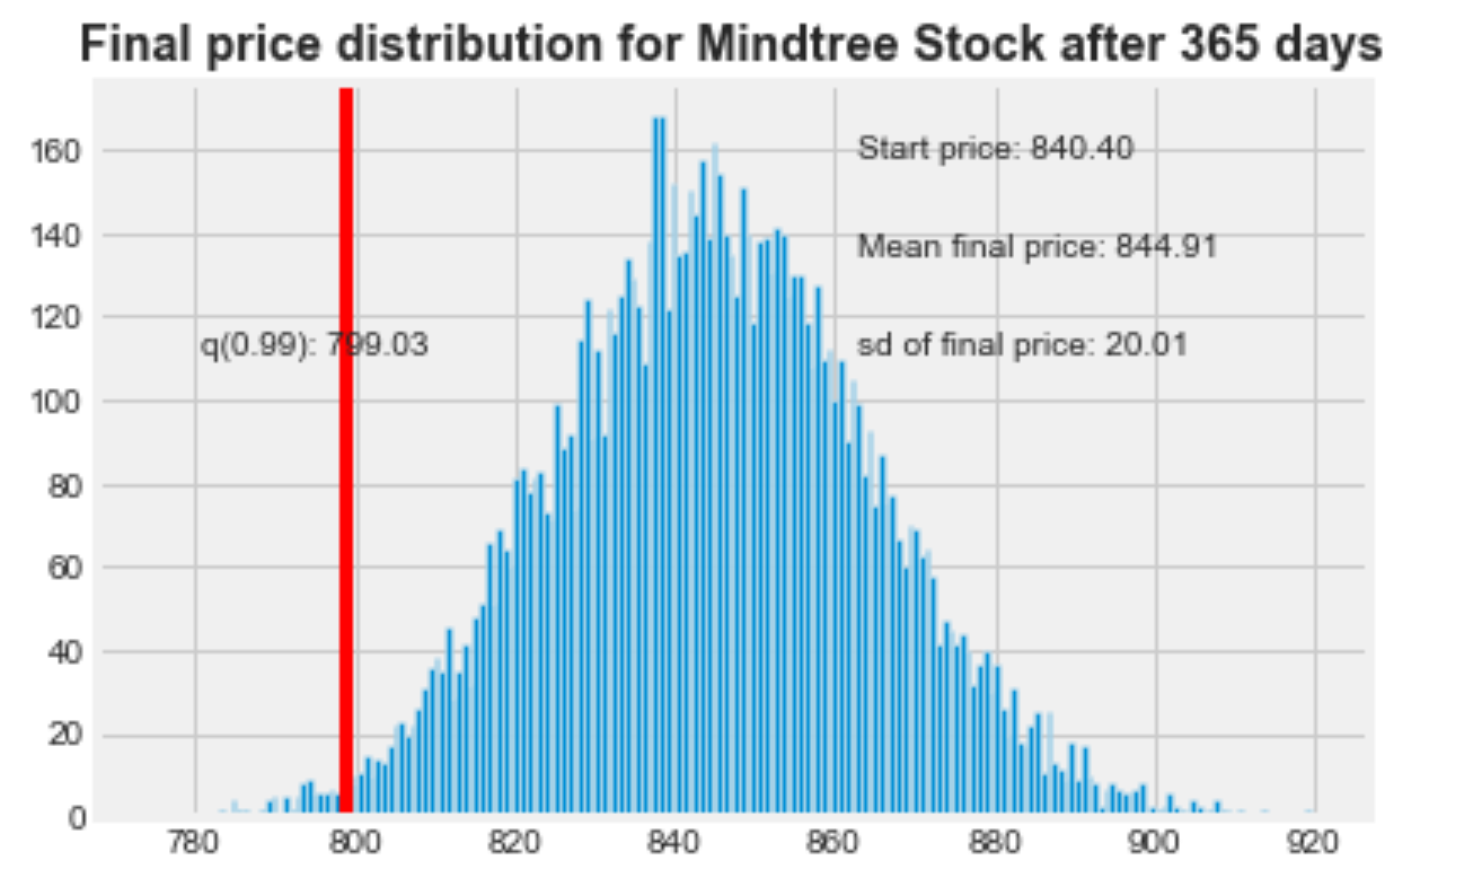 Final price distribution for Mindtree Stock after 365 days
160
Start price: 840.40
140
Mean final price: 844.91
120
q(0.99): 799.03
sd of final price: 20.01
100
80
60
40
20
0
780 800 820 840 860 880 900 920